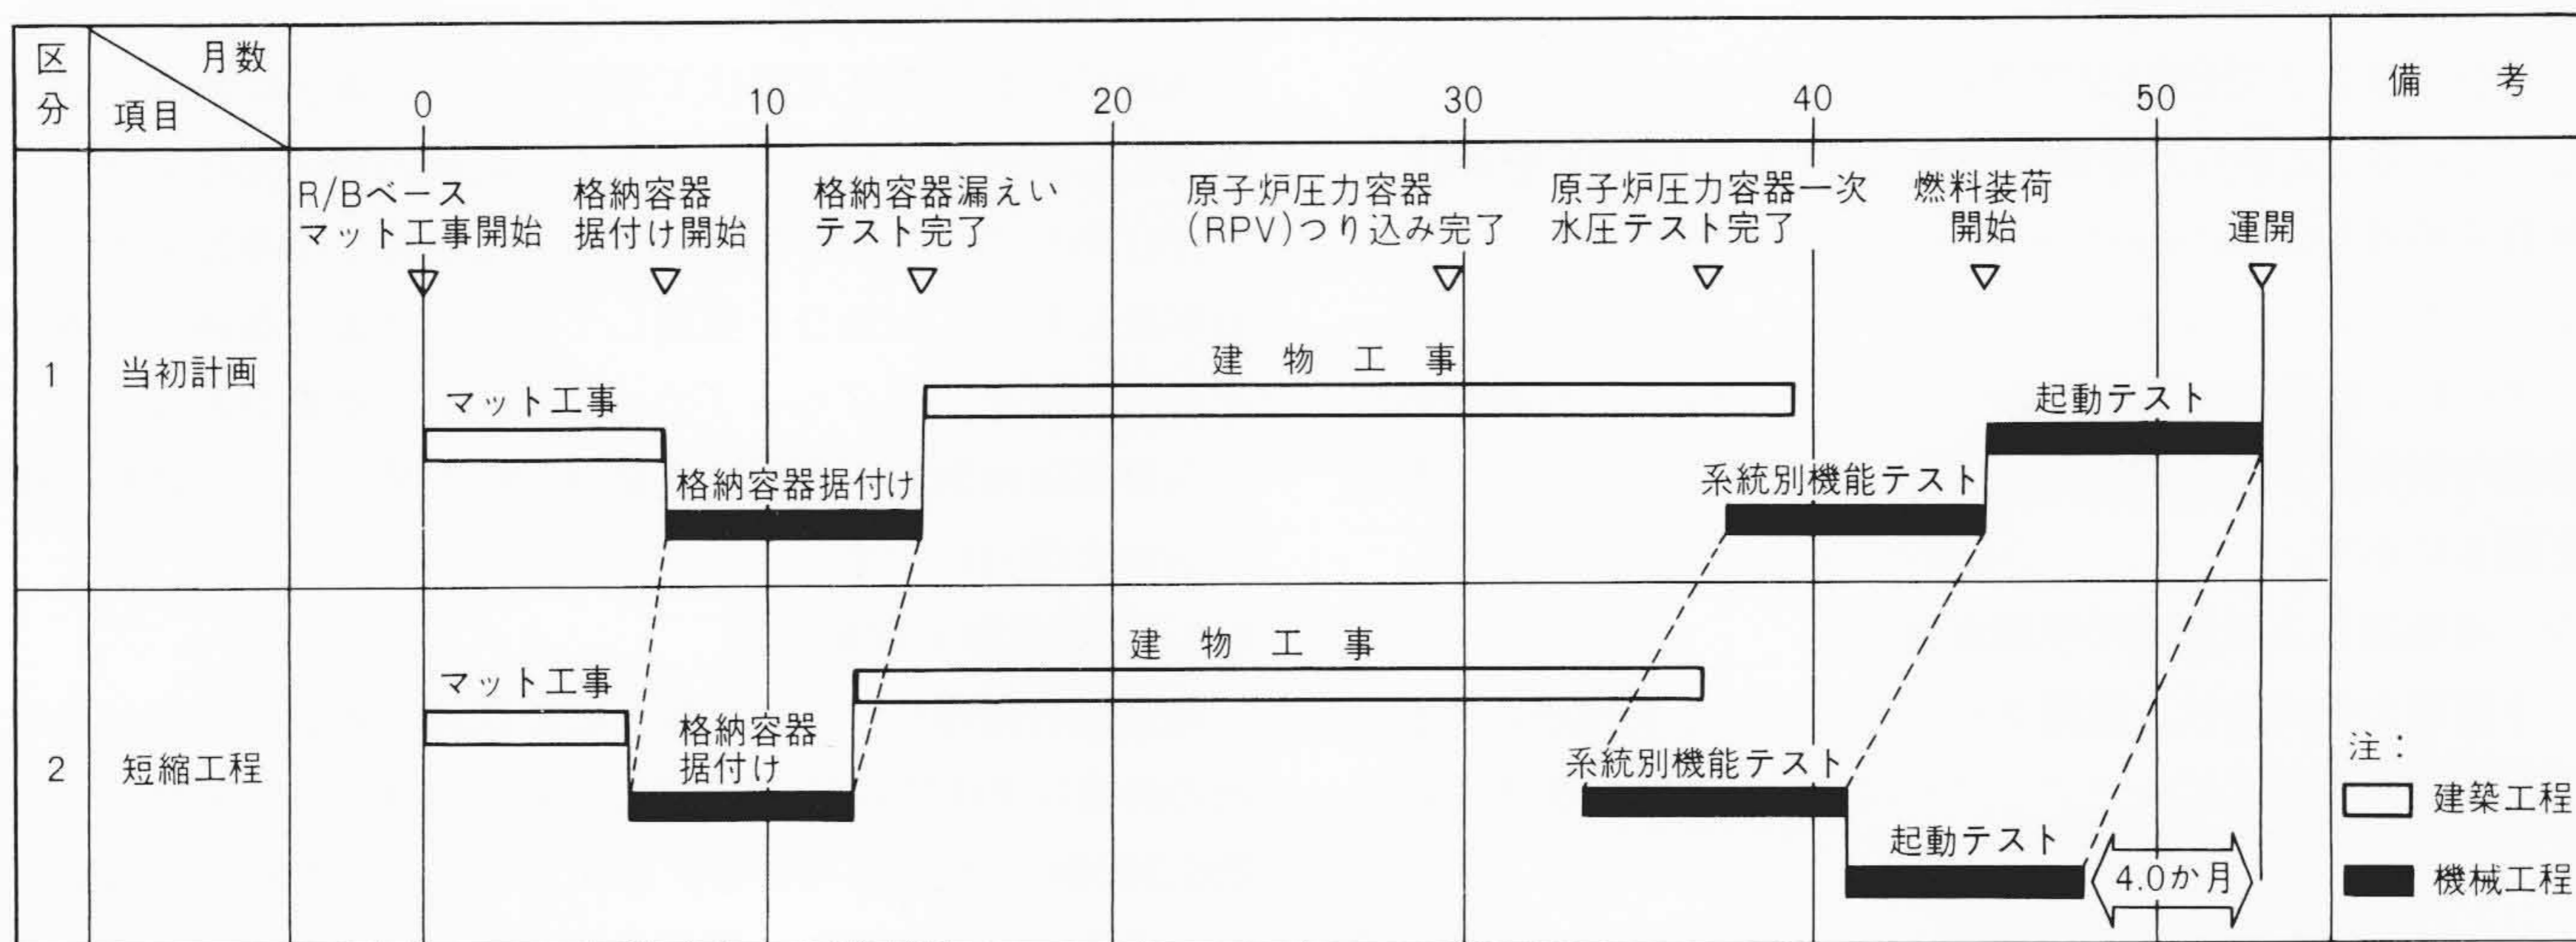 区分
月数
項目
0 10 20 30 40 50
備 考
R/Bベース
マット工事開始
格納容器
据付け開始
格納容器漏えい
テスト完了
原子炉圧力容器
(RPV)つり込み完了
原子炉圧力容器一次
水圧テスト完了
燃料装荷
開始
運開
1 当初計画
マット工事
格納容器据付け
建物工事
系統別機能テスト
起動テスト
2 短縮工程
マット工事
格納容器
据付け
建物工事
系統別機能テスト
起動テスト
4.0か月
注：
建築工程
機械工程